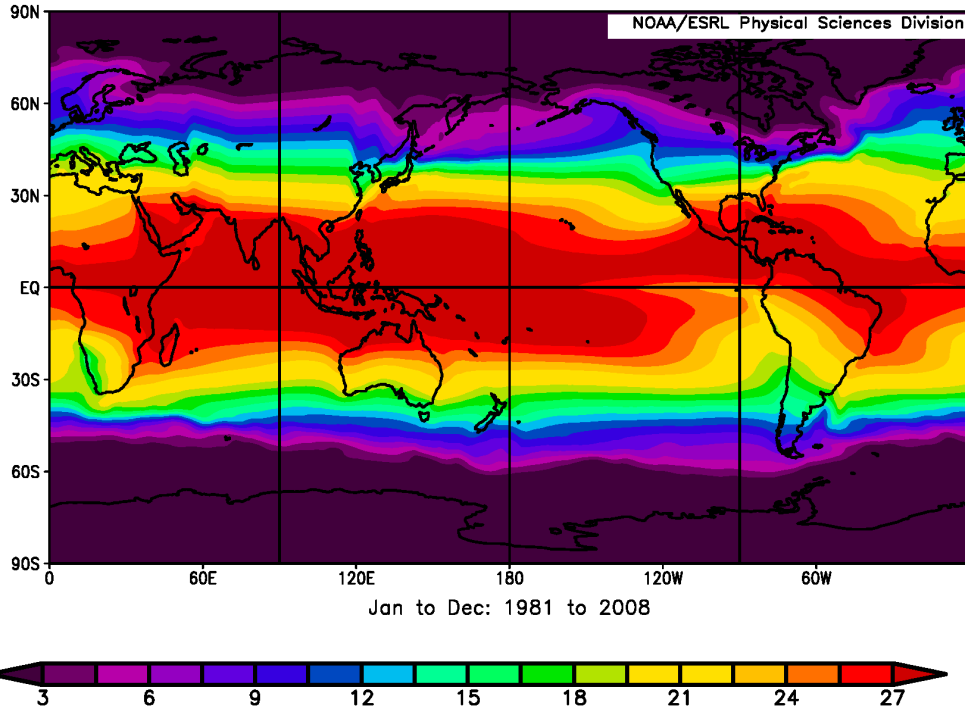 NOAA/ESRL Physical Sciences Division
90N
60N
30N
EQ
30S
60S
90S
0 60E 120E 180 120W 60W
Jan to Dec: 1981 to 2008
3 6 9 12 15 18 21 24 27